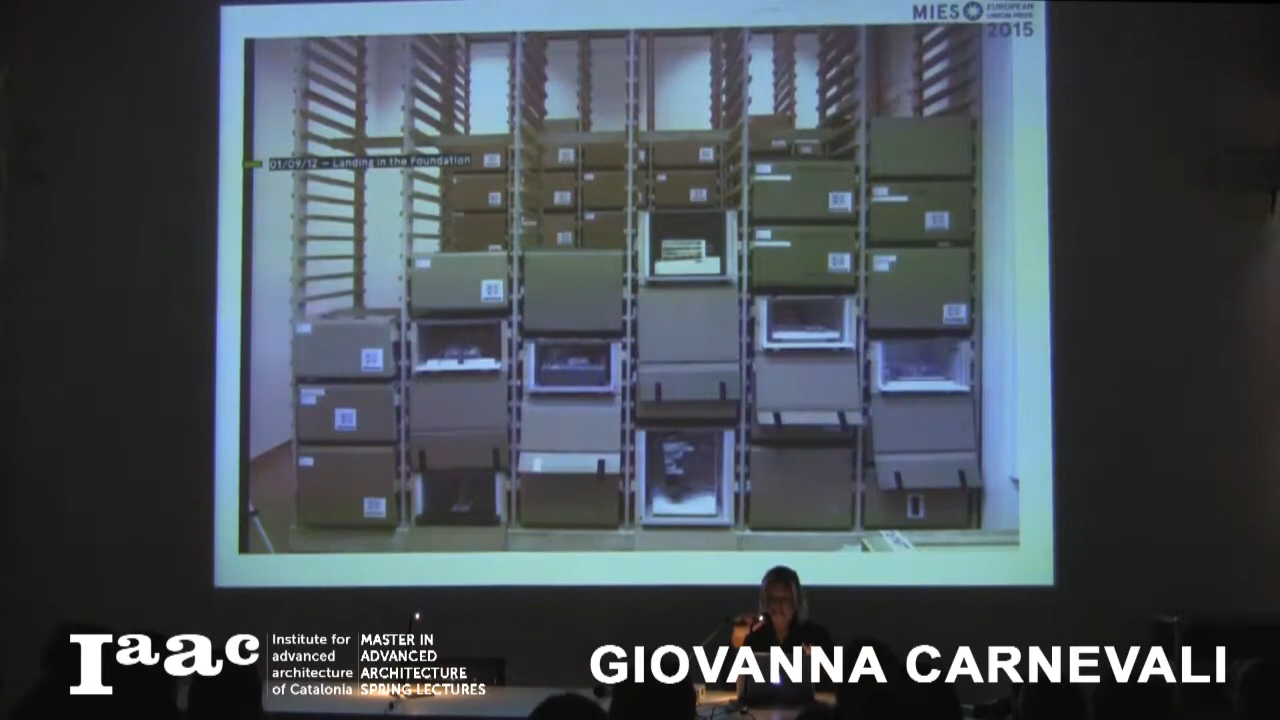 MIES EUROPEAN
UNION PRIZE
2015
01/09/12 – Landing in the Foundation
Iaac
Institute for
advanced
architecture
of Catalonia
MASTER IN
ADVANCED
ARCHITECTURE
SPRING LECTURES
GIOVANNA CARNEVALI